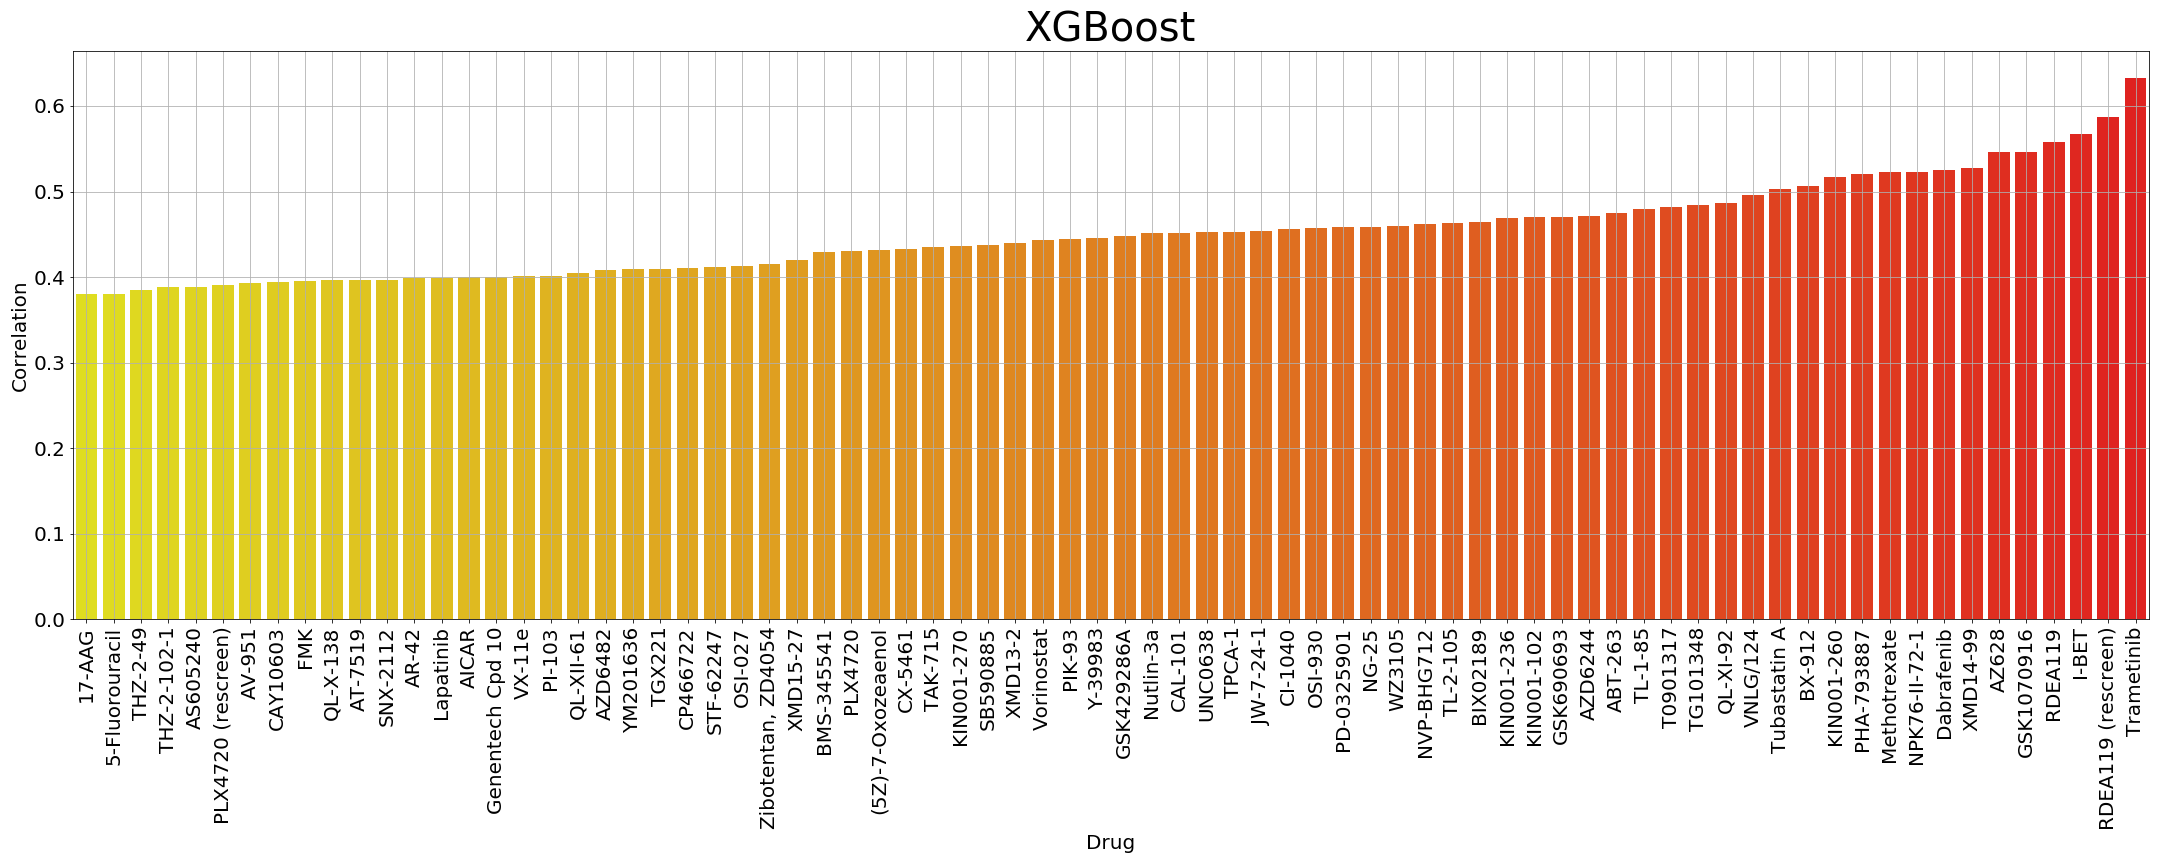 XGBoost
0.6
0.5
0.4
0.3
0.2
0.1
0.0
Correlation
17-AAG
5-Fluorouracil
THZ-2-49
THZ-2-102-1
AS605240
PLX4720 (rescreen)
AV-951
CAY10603
FMK
QL-X-138
AT-7519
SNX-2112
AR-42
Lapatinib
AICAR
Genentech Cpd 10
VX-11e
PI-103
QL-XII-61
AZD6482
YM201636
TGX221
CP466722
STF-62247
OSI-027
Zibotentan, ZD4054
XMD15-27
BMS-345541
PLX4720
(5Z)-7-Oxozeaenol
CX-5461
TAK-715
KIN001-270
SB590885
XMD13-2
Vorinostat
PIK-93
Y-39983
GSK429286A
Nutlin-3a
CAL-101
UNC0638
TPCA-1
JW-7-24-1
CI-1040
OSI-930
PD-0325901
NG-25
WZ3105
NVP-BHG712
TL-2-105
BIX02189
KIN001-236
KIN001-102
GSK690693
AZD6244
ABT-263
TL-1-85
T0901317
TG101348
QL-XI-92
VNLG/124
Tubastatin A
BX-912
KIN001-260
PHA-793887
Methotrexate
NPK76-II-72-1
Dabrafenib
XMD14-99
AZ628
GSK1070916
RDEA119
I-BET
RDEA119 (rescreen)
Trametinib
Drug